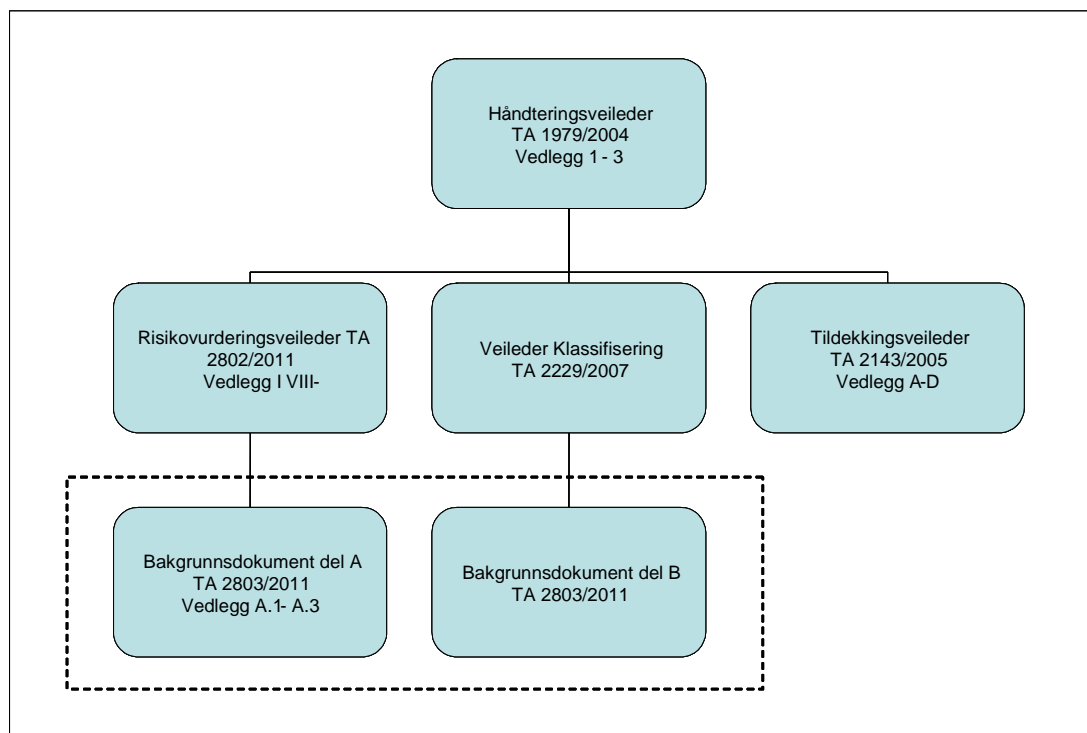 Håndteringsveileder
TA 1979/2004
Vedlegg 1 - 3
Risikovurderingsveileder TA
2802/2011
Vedlegg I VIII-
Veileder Klassifisering
TA 2229/2007
Tildekkingsveileder
TA 2143/2005
Vedlegg A-D
Bakgrunnsdokument del A
TA 2803/2011
Vedlegg A.1- A.3
Bakgrunnsdokument del B
TA 2803/2011